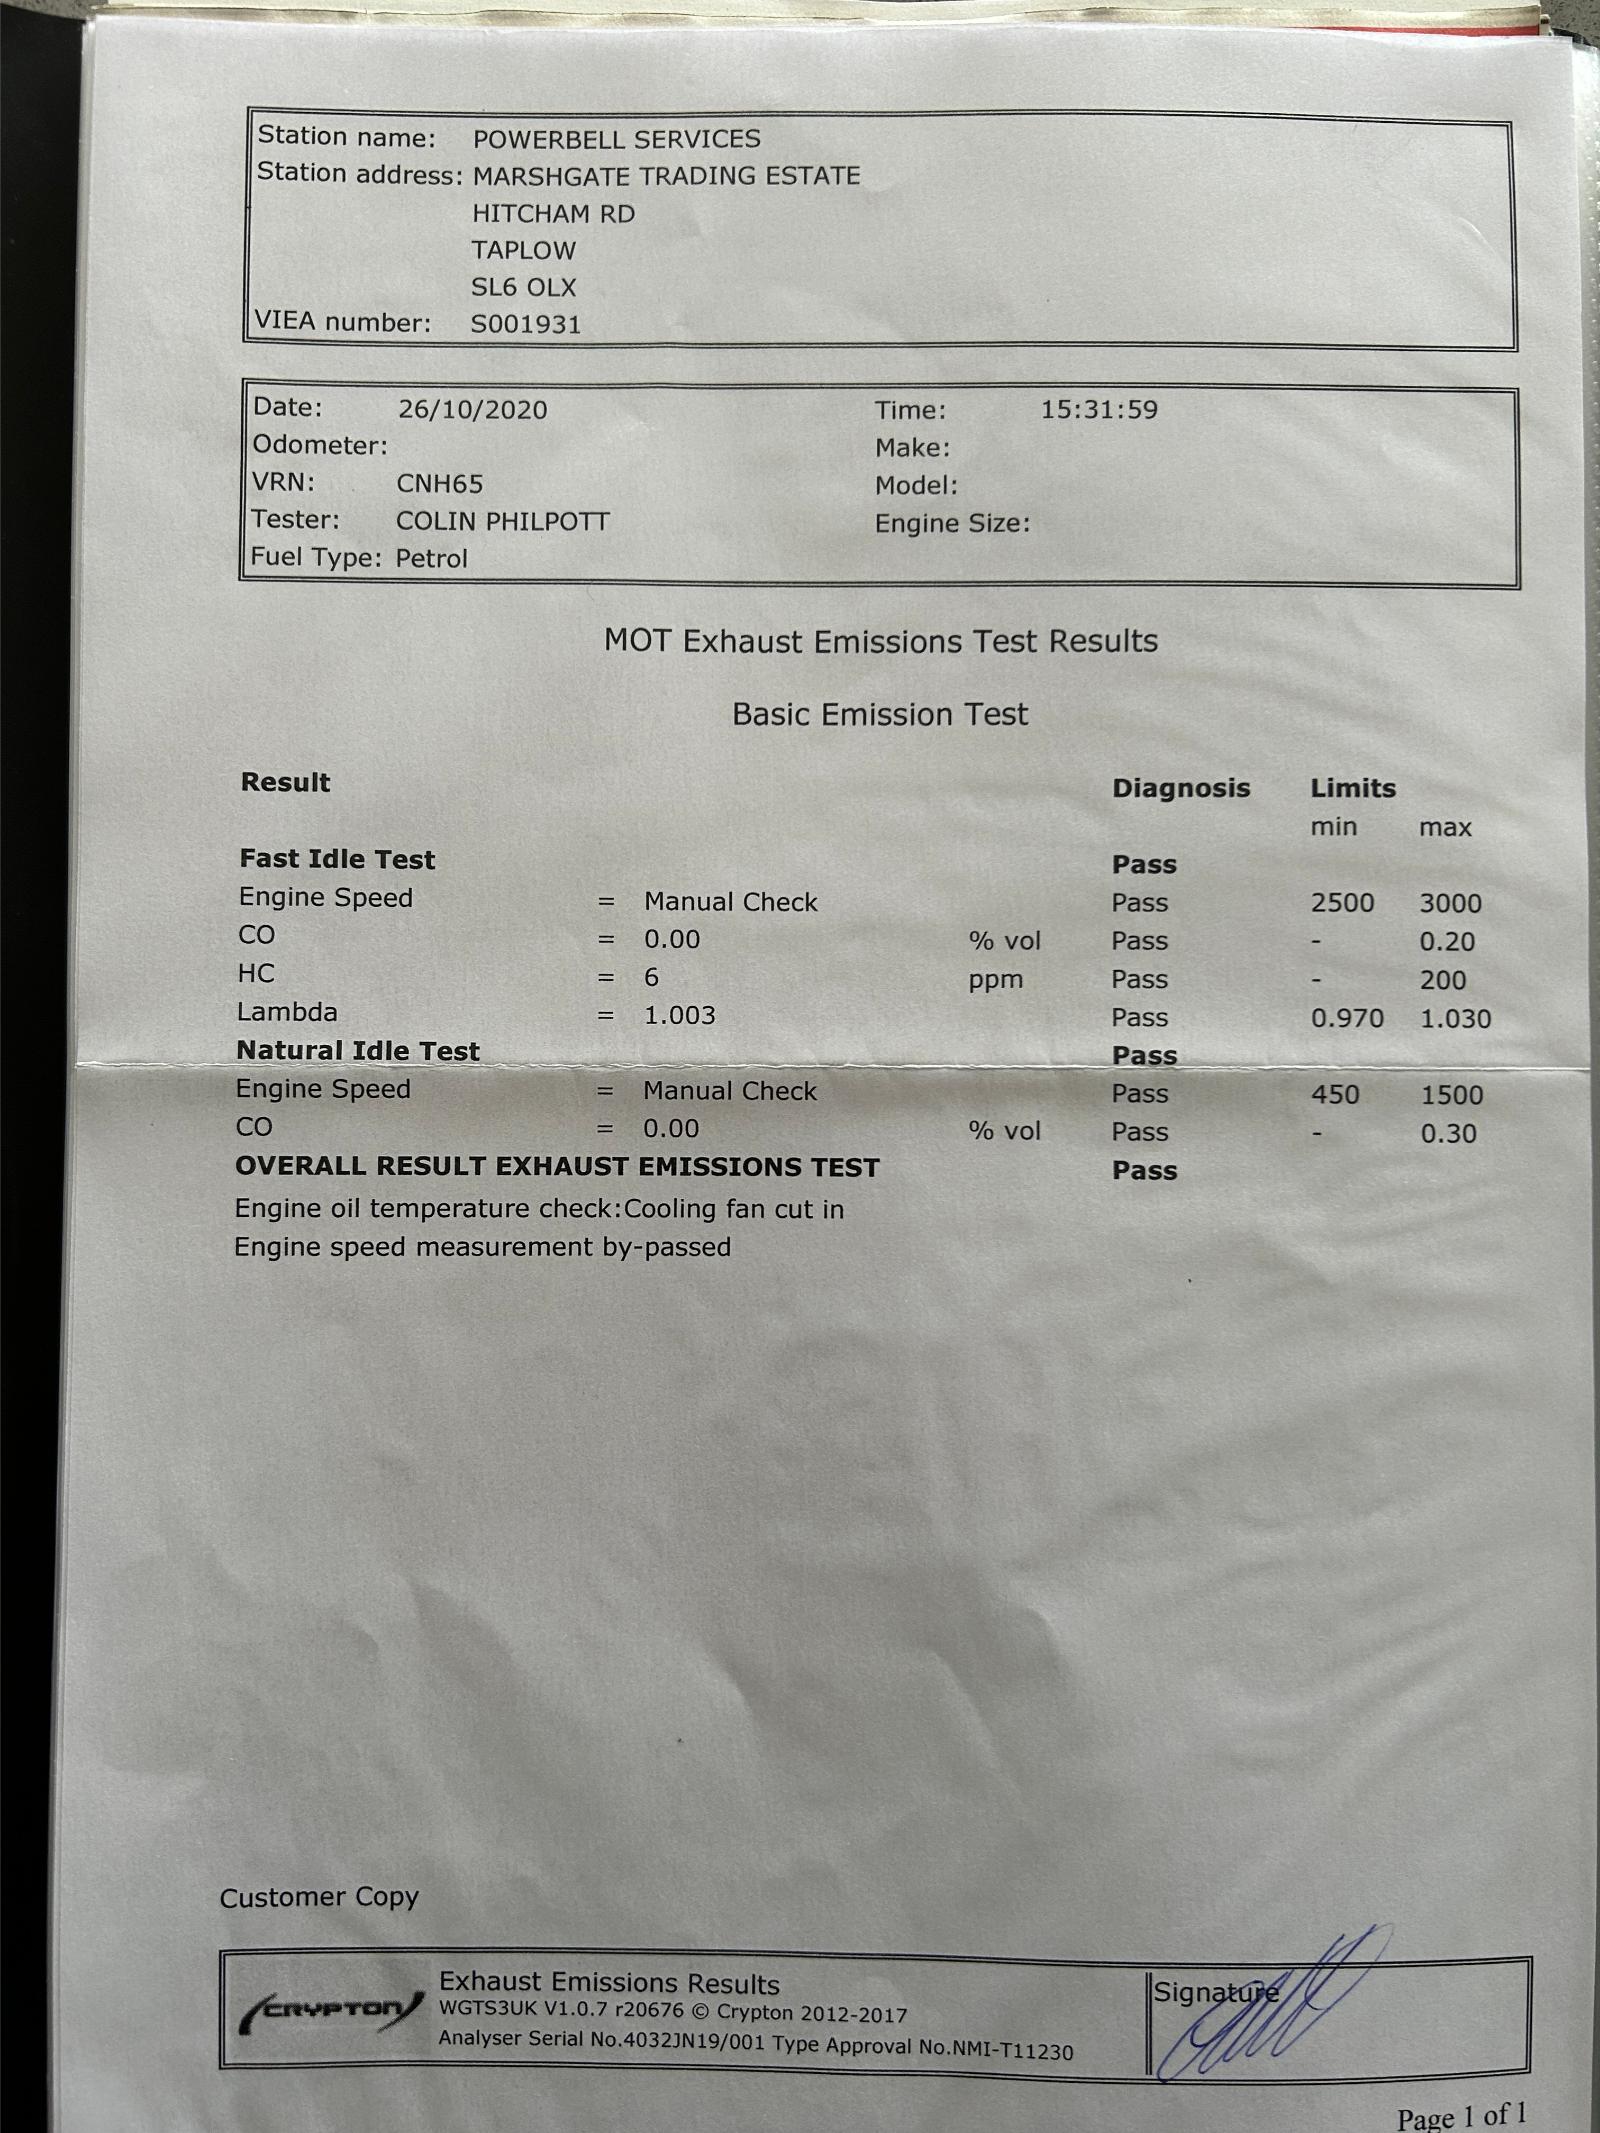 Station name: POWERBELL SERVICES
Station address: MARSHGATE TRADING ESTATE
HITCHAM RD
TAPLOW
SL6 OLX
VIEA number: S001931
Date: 26/10/2020 Time: 15:31:59
Odometer: Make:
VRN: CNH65 Model:
Tester: COLIN PHILPOTT Engine Size:
Fuel Type: Petrol
MOT Exhaust Emissions Test Results
Basic Emission Test
Result Diagnosis Limits
min max
Fast Idle Test Pass
Engine Speed = Manual Check Pass 2500 3000
CO = 0.00 % vol Pass - 0.20
HC = 6 ppm Pass - 200
Lambda = 1.003 Pass 0.970 1.030
Natural Idle Test Pass
Engine Speed = Manual Check Pass 450 1500
CO = 0.00 % vol Pass - 0.30
OVERALL RESULT EXHAUST EMISSIONS TEST Pass
Engine oil temperature check:Cooling fan cut in
Engine speed measurement by-passed
Customer Copy
CRYPTON
Exhaust Emissions Results
WGTS3UK V1.0.7 r20676 © Crypton 2012-2017
Analyser Serial No.4032JN19/001 Type Approval No.NMI-T11230
Signature
Page 1 of 1